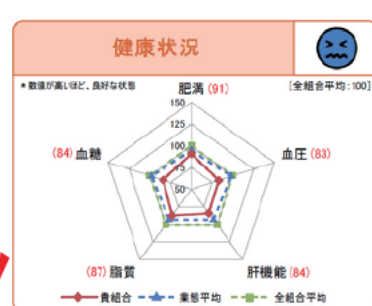 健康状況
*数値が高いほど、良好な状態
[全組合平均:100]
肥満 (91)
150
125
100
75
50
(84) 血糖
血圧 (83)
(87) 脂質
肝機能 (84)
貴組合 業態平均 全組合平均